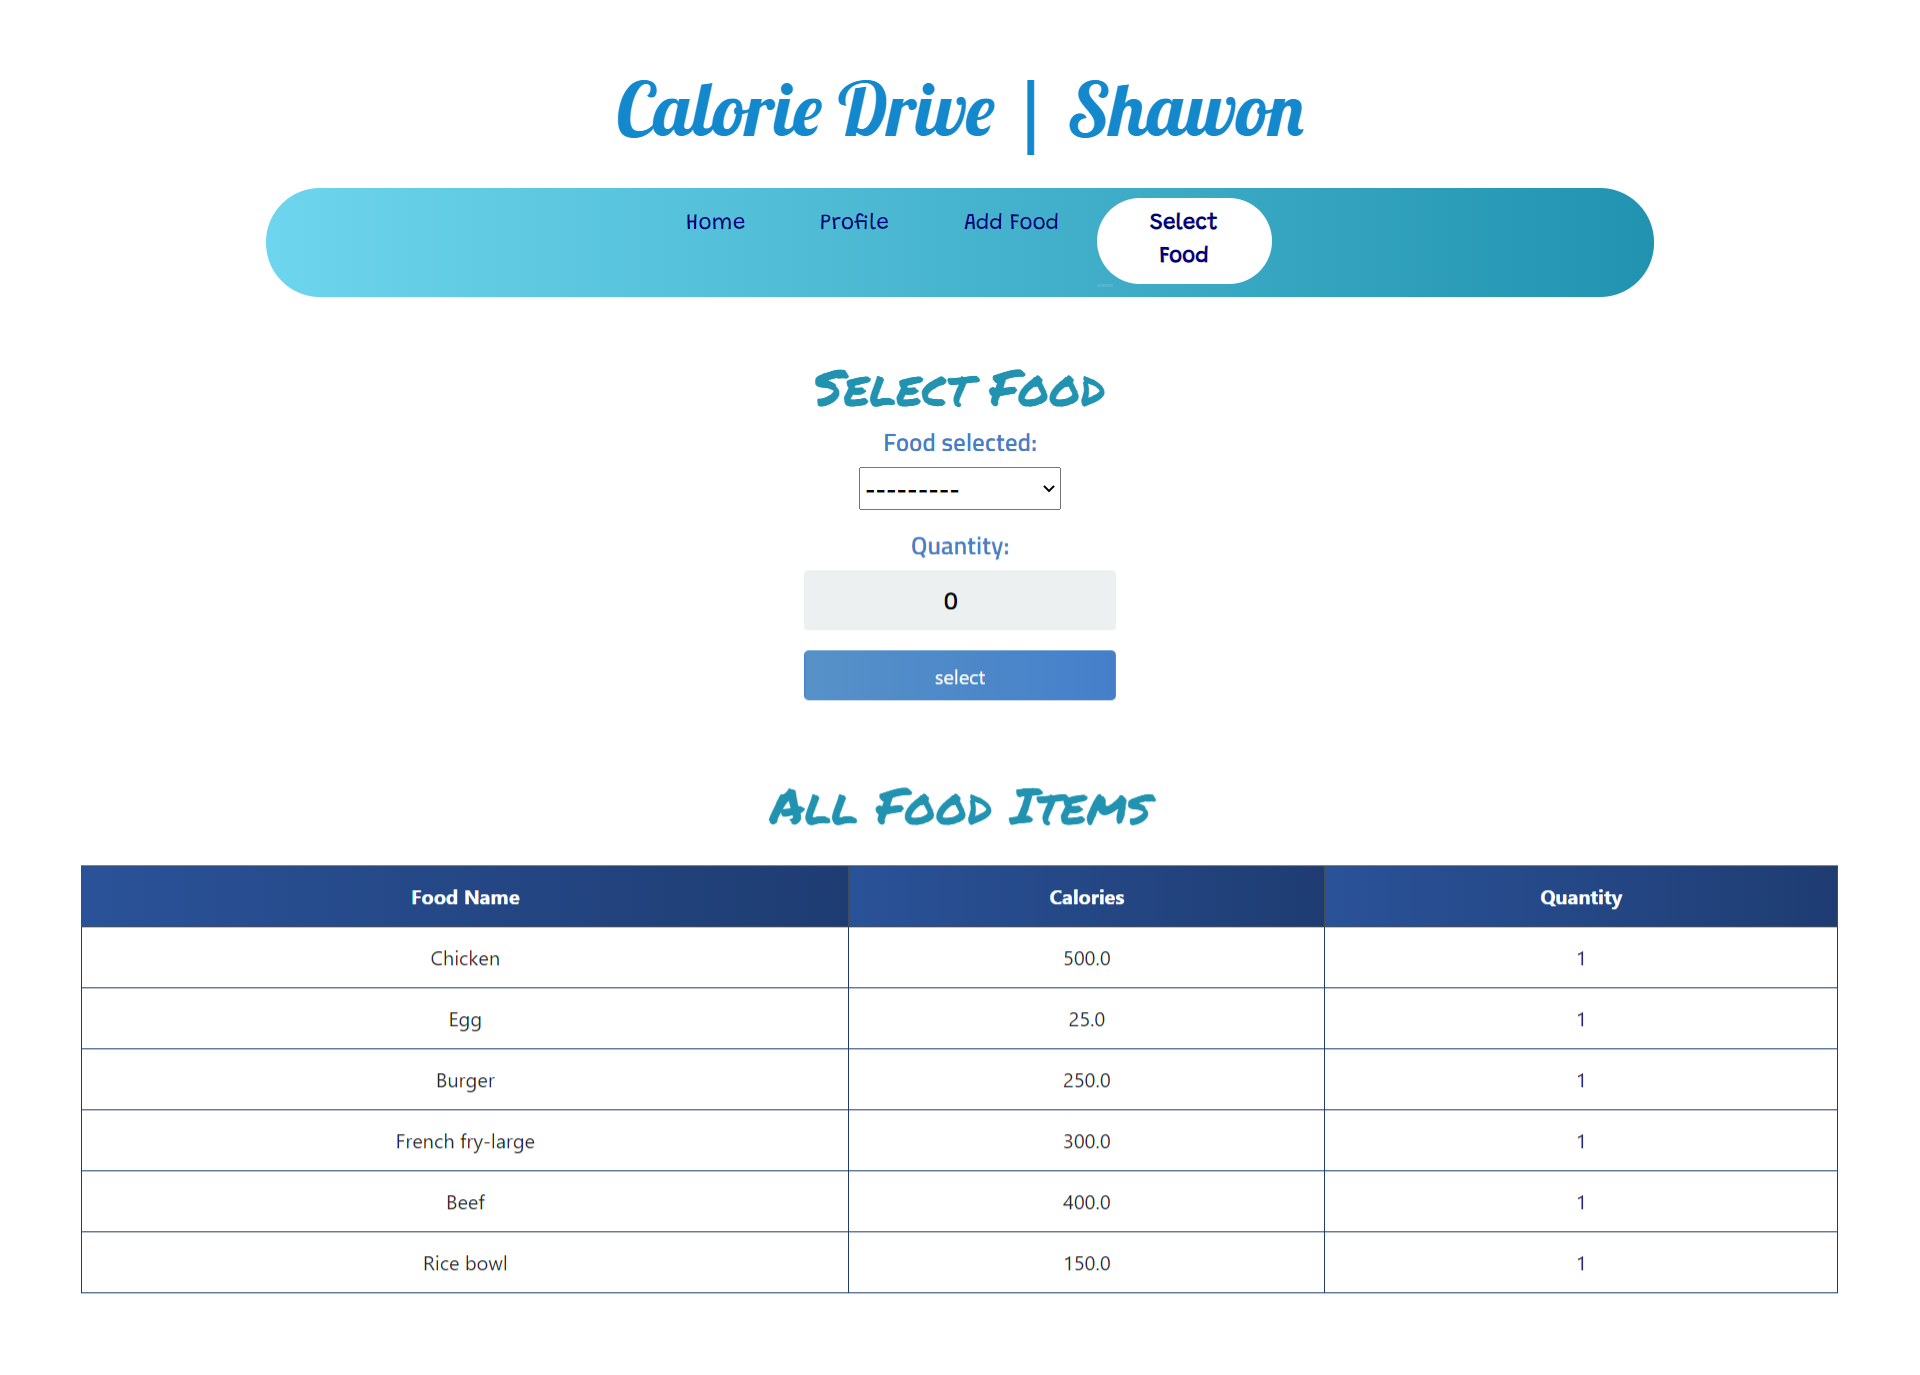 Calorie Drive | Shawon
Home Profile Add Food Select Food
Select Food
Food selected:
---------
Quantity:
0
select
All Food Items
Food Name Calories Quantity
Chicken 500.0 1
Egg 25.0 1
Burger 250.0 1
French fry-large 300.0 1
Beef 400.0 1
Rice bowl 150.0 1